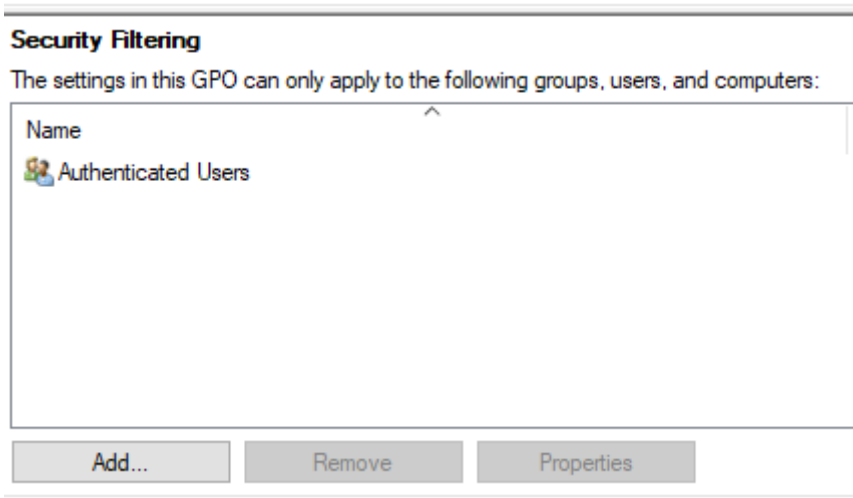 Security Filtering
The settings in this GPO can only apply to the following groups, users, and computers:
Name
Authenticated Users
Add...
Remove
Properties